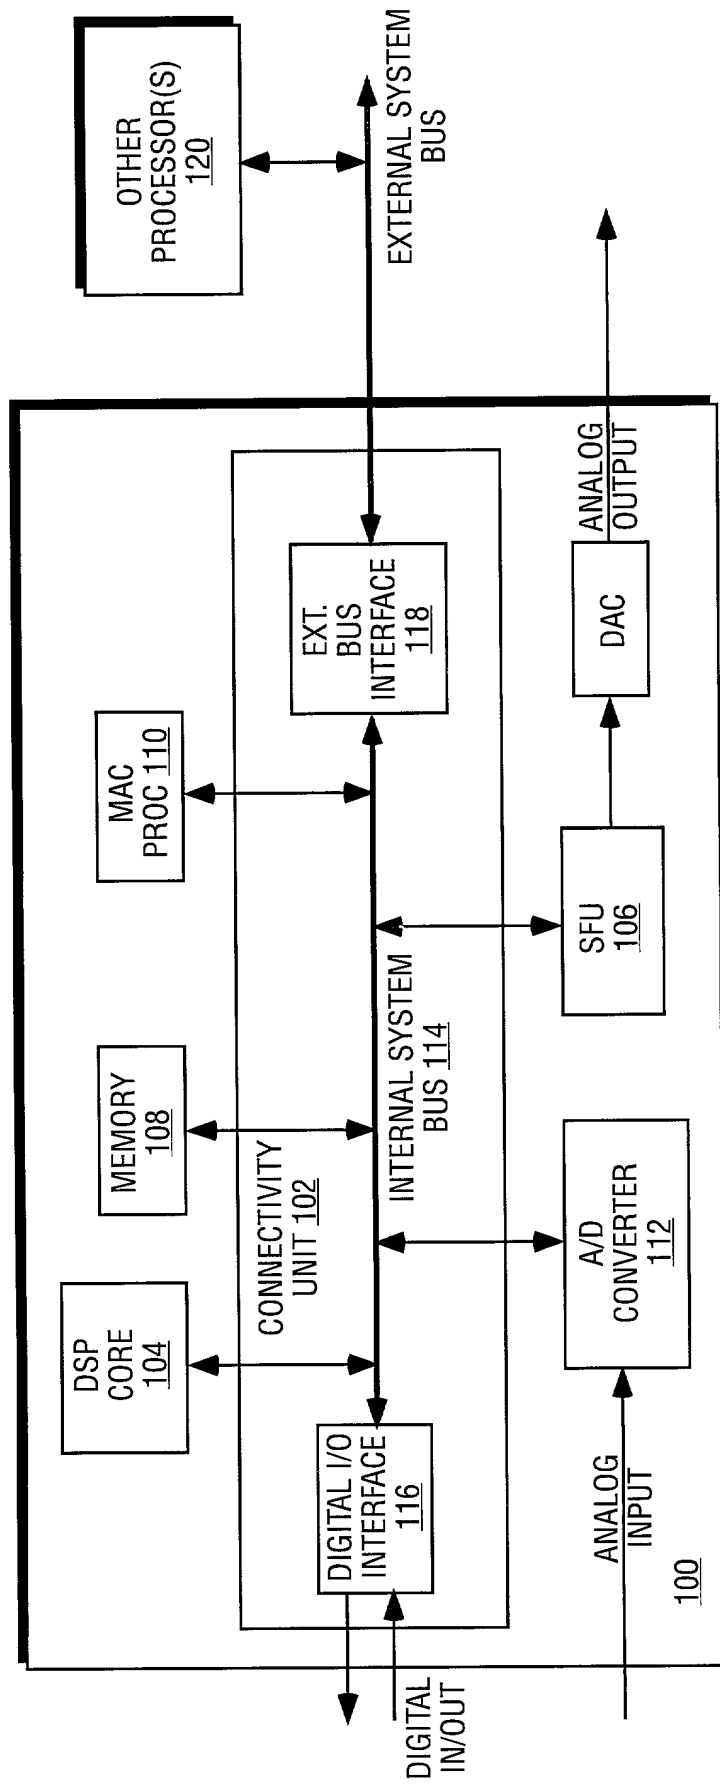 OTHER
PROCESSOR(S)
120
EXTERNAL SYSTEM
BUS
DSP
CORE
104
MEMORY
108
MAC
PROC 110
CONNECTIVITY
UNIT 102
DIGITAL I/O
INTERFACE
116
INTERNAL SYSTEM
BUS 114
EXT.
BUS
INTERFACE
118
DIGITAL
IN/OUT
ANALOG
INPUT
A/D
CONVERTER
112
SFU
106
DAC
ANALOG
OUTPUT
100